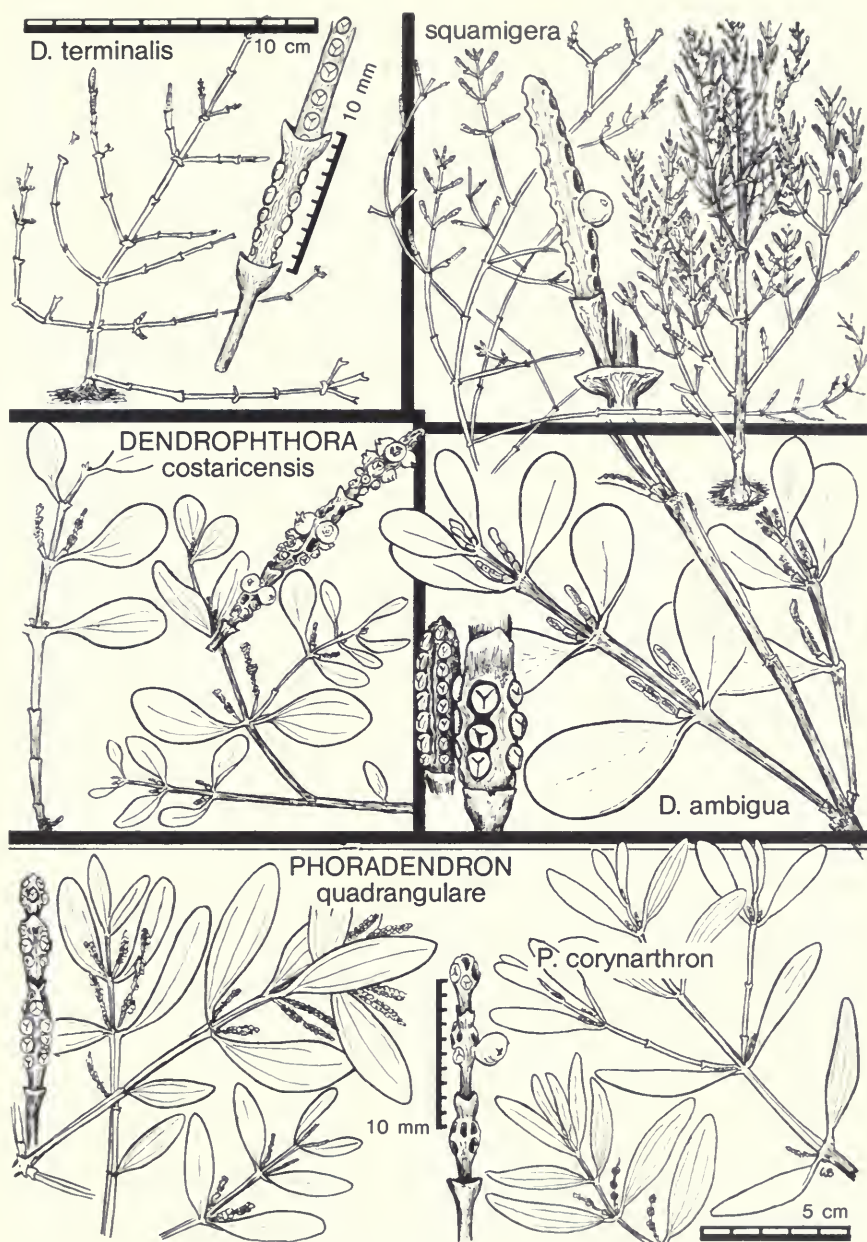 10 cm
D. terminalis
10 mm
squamigera
DENDROPHTHORA
costaricensis
D. ambigua
PHORADENDRON
quadrangulare
P. corynarthron
10 mm
5 cm